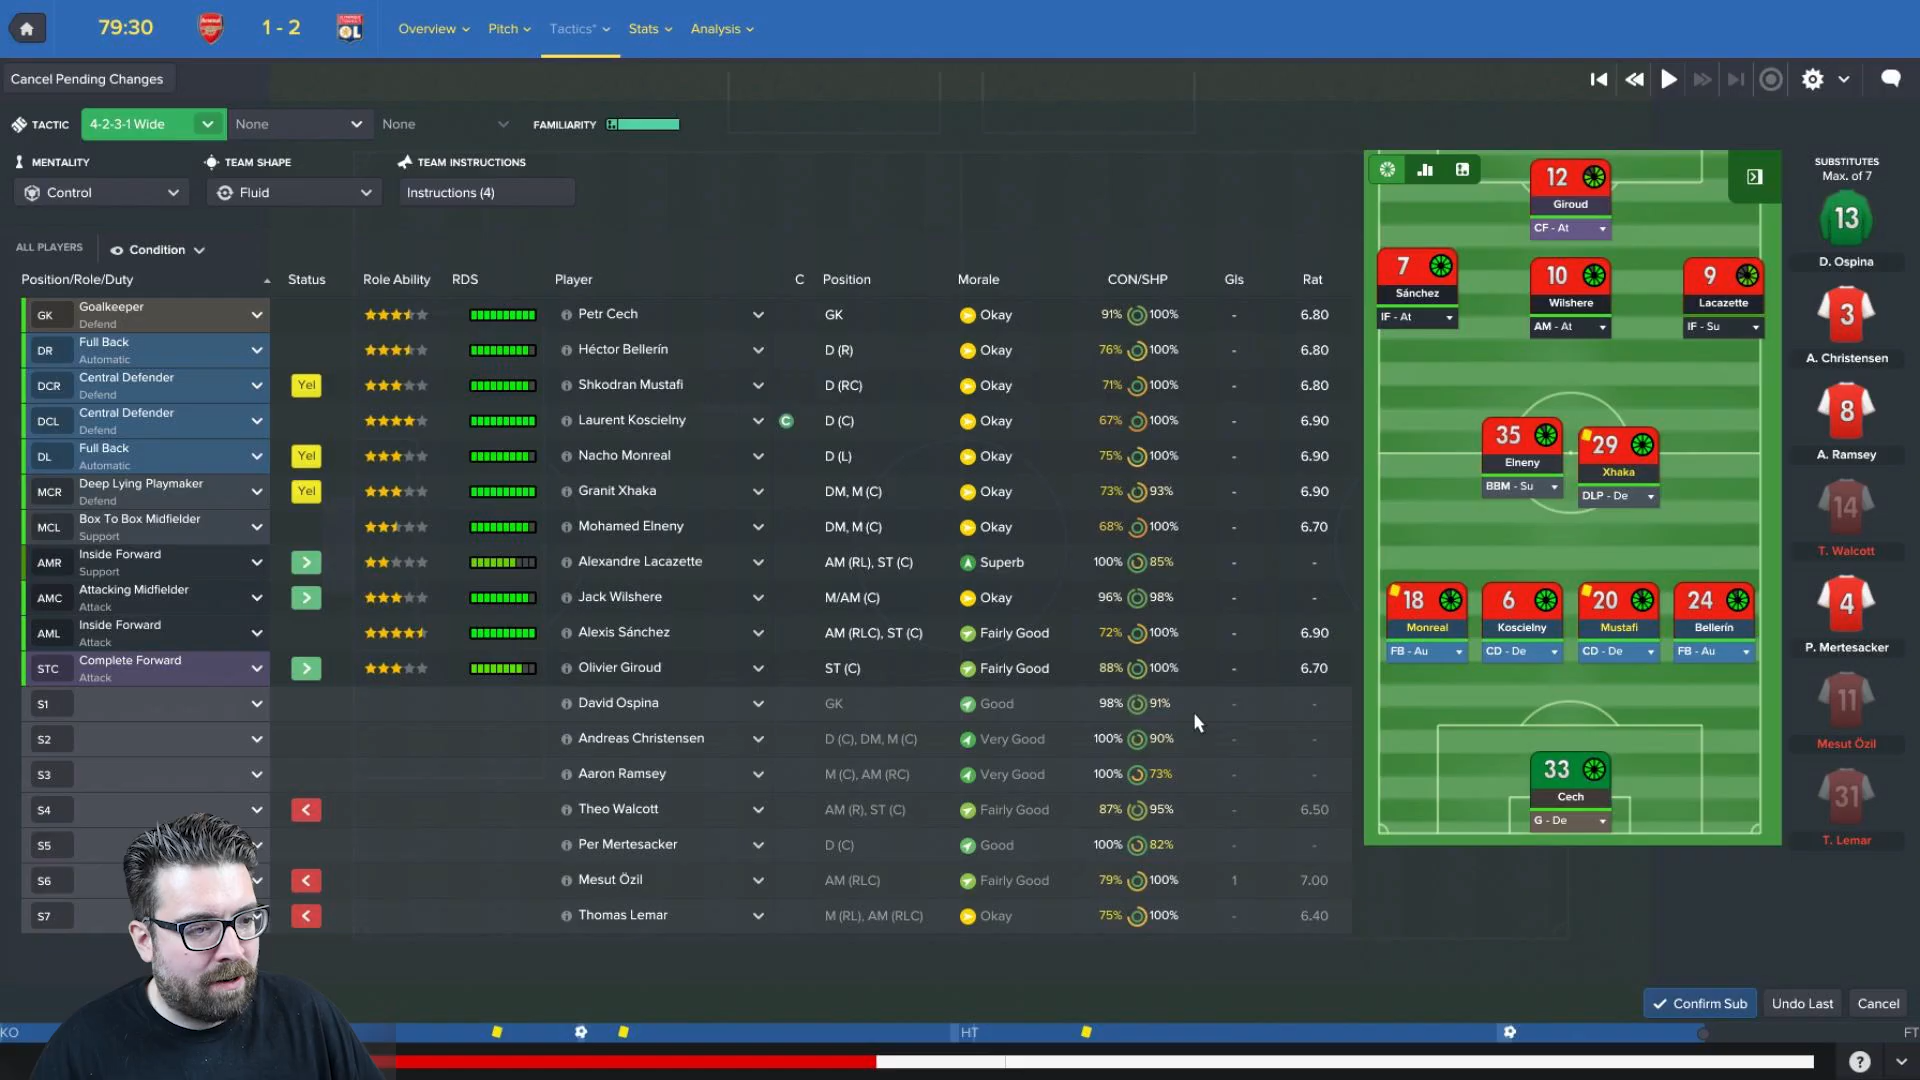 79:30 1 - 2 Overview Pitch Tactics* Stats Analysis
Cancel Pending Changes
TACTIC 4-2-3-1 Wide None None FAMILIARITY
MENTALITY TEAM SHAPE TEAM INSTRUCTIONS
Control Fluid Instructions (4)
ALL PLAYERS Condition
Position/Role/Duty Status Role Ability RDS Player C Position Morale CON/SHP Gls Rat
GK Goalkeeper Defend Petr Cech GK Okay 91% 100% - 6.80
DR Full Back Automatic Héctor Bellerín D (R) Okay 76% 100% - 6.80
DCR Central Defender Defend Yel Shkodran Mustafi D (RC) Okay 71% 100% - 6.80
DCL Central Defender Defend Laurent Koscielny C D (C) Okay 67% 100% - 6.90
DL Full Back Automatic Yel Nacho Monreal D (L) Okay 75% 100% - 6.90
MCR Deep Lying Playmaker Defend Yel Granit Xhaka DM, M (C) Okay 73% 93% - 6.90
MCL Box To Box Midfielder Support Mohamed Elneny DM, M (C) Okay 68% 100% - 6.70
AMR Inside Forward Support Alexandre Lacazette AM (RL), ST (C) Superb 100% 85% - -
AMC Attacking Midfielder Attack Jack Wilshere M/AM (C) Okay 96% 98% - -
AML Inside Forward Attack Alexis Sánchez AM (RLC), ST (C) Fairly Good 72% 100% - 6.90
STC Complete Forward Attack Olivier Giroud ST (C) Fairly Good 88% 100% - 6.70
S1 David Ospina GK Good 98% 91% - -
S2 Andreas Christensen D (C), DM, M (C) Very Good 100% 90% - -
S3 Aaron Ramsey M (C), AM (RC) Very Good 100% 73% - -
S4 Theo Walcott AM (R), ST (C) Fairly Good 87% 95% - 6.50
S5 Per Mertesacker D (C) Good 100% 82% - -
S6 Mesut Özil AM (RLC) Fairly Good 79% 100% 1 7.00
S7 Thomas Lemar M (RL), AM (RLC) Okay 75% 100% - 6.40
12
Giroud
CF - At
7 10 9
Sánchez Wilshere Lacazette
IF - At AM - At IF - Su
35 29
Elneny Xhaka
BBM - Su DLP - De
18 6 20 24
Monreal Koscielny Mustafi Bellerín
FB - Au CD - De CD - De FB - Au
33
Cech
G - De
SUBSTITUTES
Max. of 7
13
D. Ospina
3
A. Christensen
8
A. Ramsey
14
T. Walcott
4
P. Mertesacker
11
Mesut Özil
31
T. Lemar
Confirm Sub Undo Last Cancel
KO HT FT
?